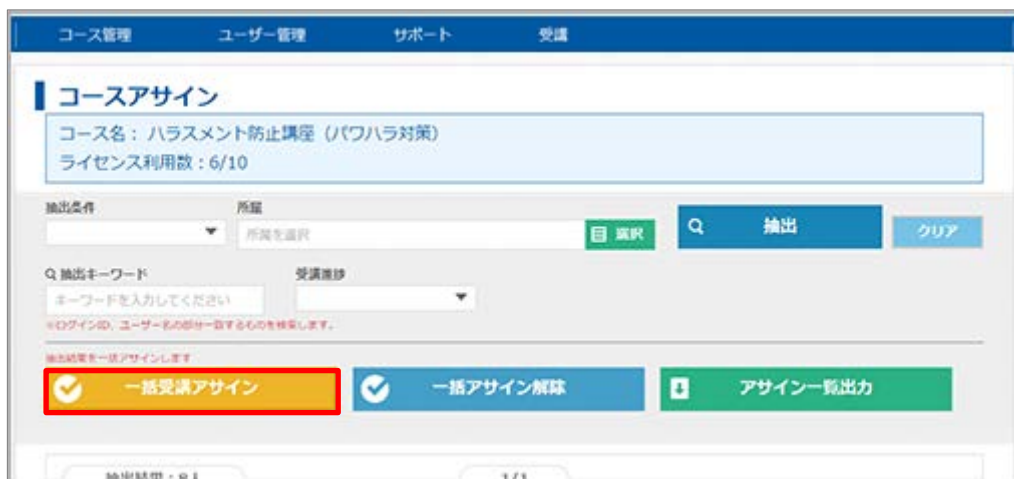 コース管理 ユーザー管理 サポート 受講
コースアサイン
コース名： ハラスメント防止講座（パワハラ対策）
ライセンス利用数：6/10
抽出条件 所属
所属を選択 選択 抽出 クリア
抽出キーワード 受講進捗
キーワードを入力してください
※ログインID、ユーザー名の部分一致するものを検索します。
抽出結果を一括アサインします
一括受講アサイン 一括アサイン解除 アサイン一覧出力
抽出結果：8人 1/1